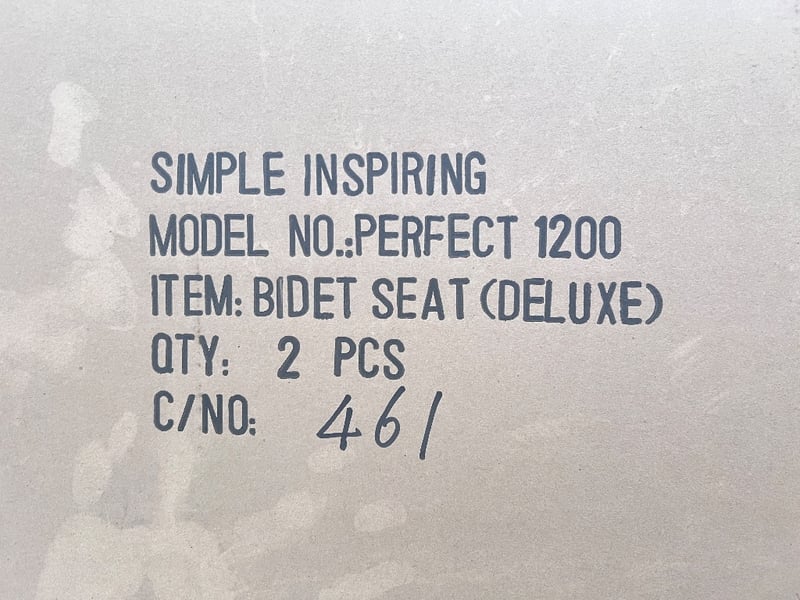 SIMPLE INSPIRING
MODEL NO.:PERFECT 1200
ITEM: BIDET SEAT (DELUXE)
QTY: 2 PCS
C/NO: 461